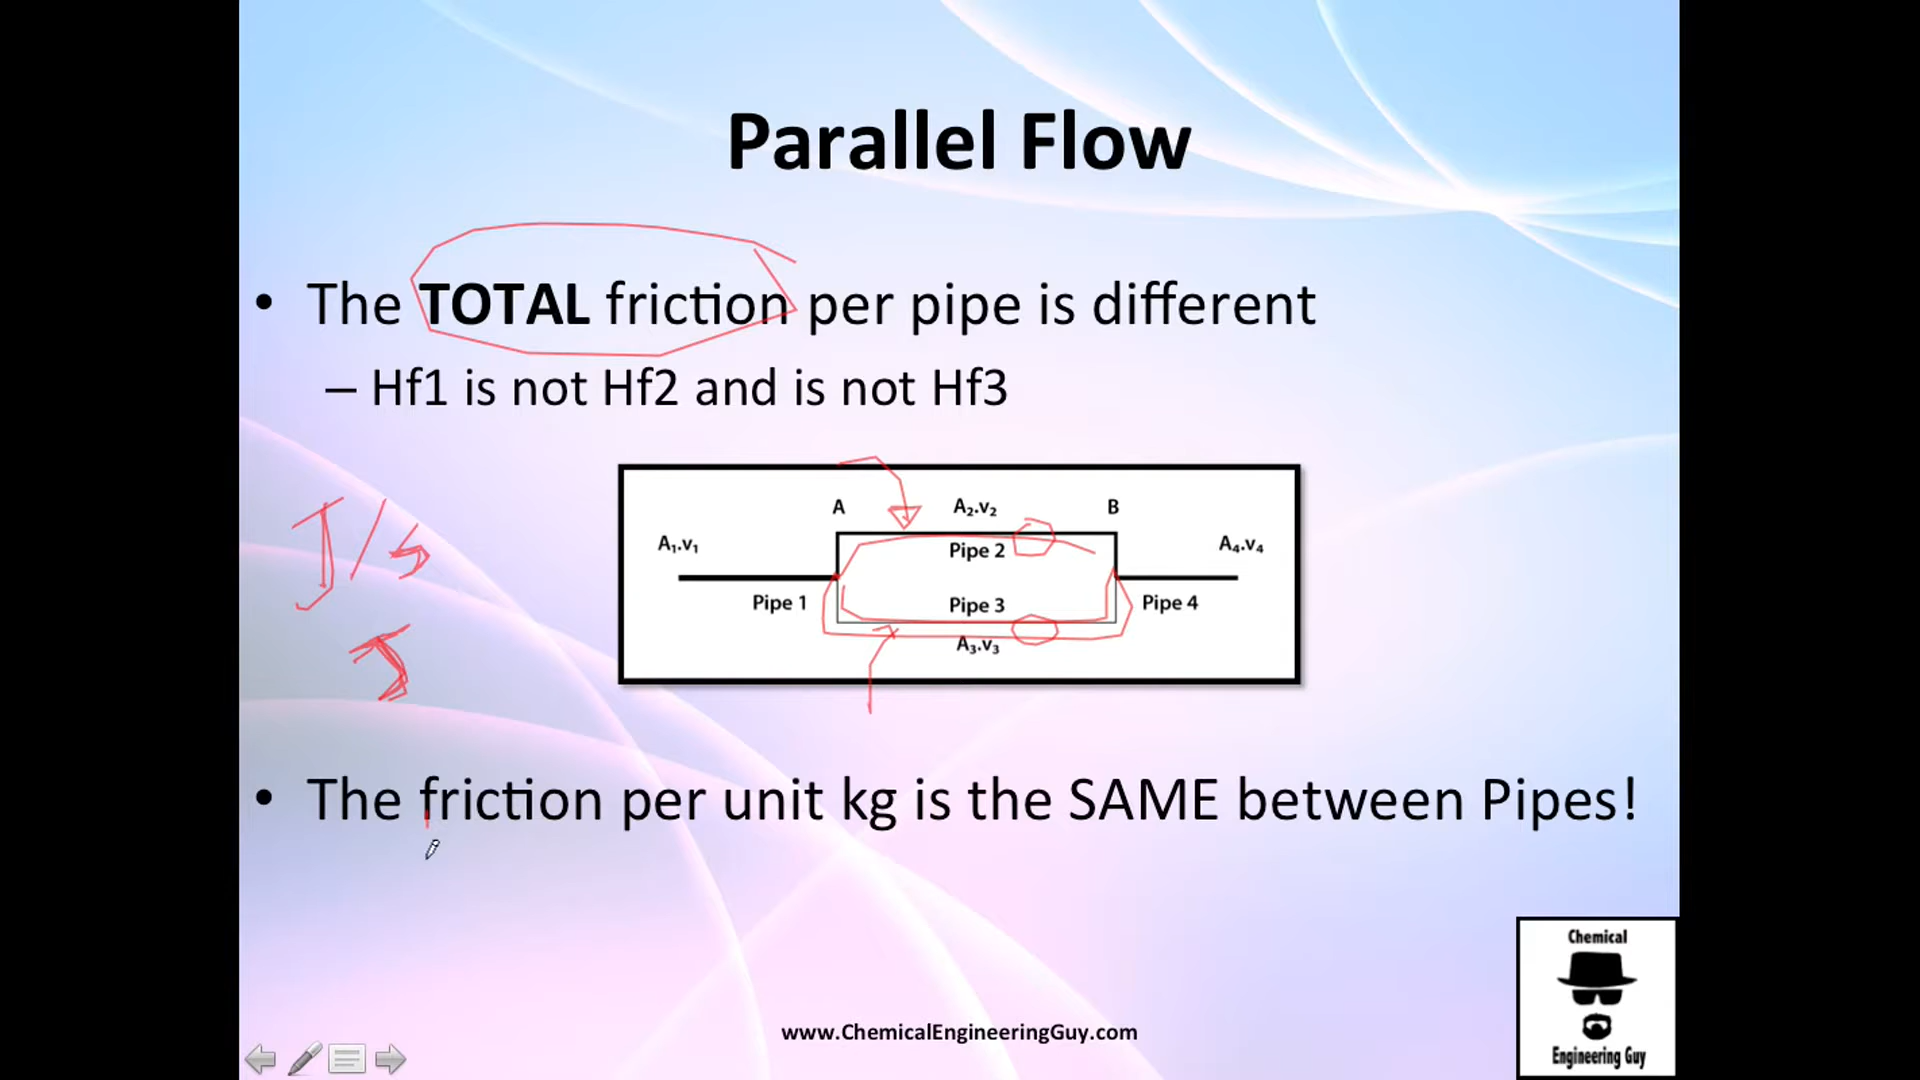 Parallel Flow
• The TOTAL friction per pipe is different
– Hf1 is not Hf2 and is not Hf3
J/s
J
A A₂.v₂ B
A₁.v₁ Pipe 2 A₄.v₄
Pipe 1 Pipe 3 Pipe 4
A₃.v₃
• The friction per unit kg is the SAME between Pipes!
www.ChemicalEngineeringGuy.com
Chemical
Engineering Guy